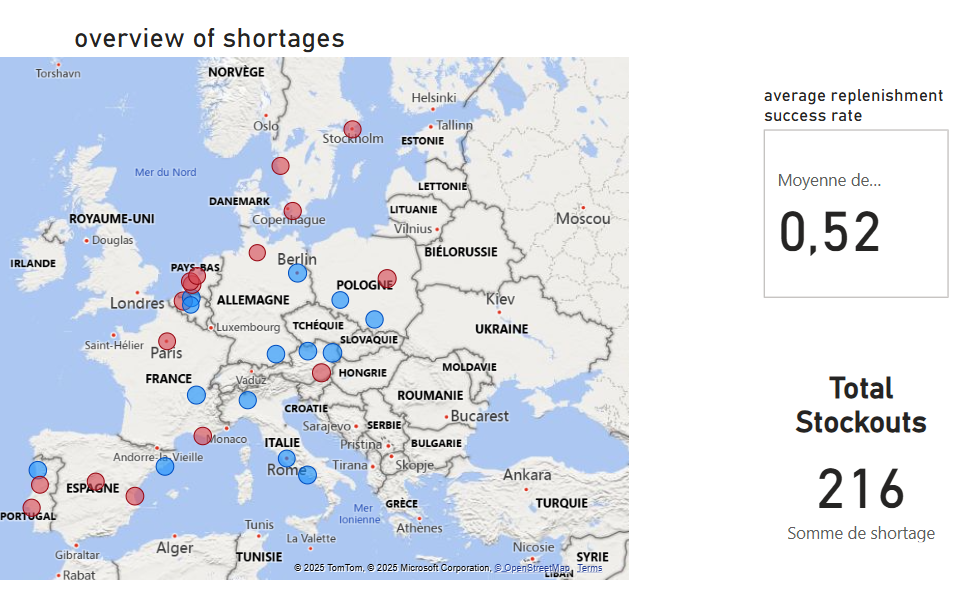 overview of shortages
Torshavn
NORVÈGE
Helsinki
Oslo
Tallinn
Stockholm
ESTONIE
Mer du Nord
LETTONIE
DANEMARK
LITUANIE
Copenhague
Moscou
ROYAUME-UNI
Vilnius
Douglas
BIÉLORUSSIE
IRLANDE
PAYS-BAS
Berlin
POLOGNE
Londres
ALLEMAGNE
Kiev
Luxembourg
TCHÉQUIE
UKRAINE
Saint-Hélier
Paris
SLOVAQUIE
FRANCE
Vaduz
HONGRIE
MOLDAVIE
ROUMANIE
CROATIE
Bucarest
Monaco
Sarajevo
SERBIE
ITALIE
Pristina
BULGARIE
Andorre-la-Vieille
Rome
Tirana
Skopje
Ankara
ESPAGNE
GRÈCE
TURQUIE
PORTUGAL
Mer
Ionienne
Athènes
Tunis
La Valette
Alger
Gibraltar
TUNISIE
Nicosie
SYRIE
Rabat
LIBAN
© 2025 TomTom, © 2025 Microsoft Corporation, © OpenStreetMap Terms
average replenishment
success rate
Moyenne de...
0,52
Total
Stockouts
216
Somme de shortage